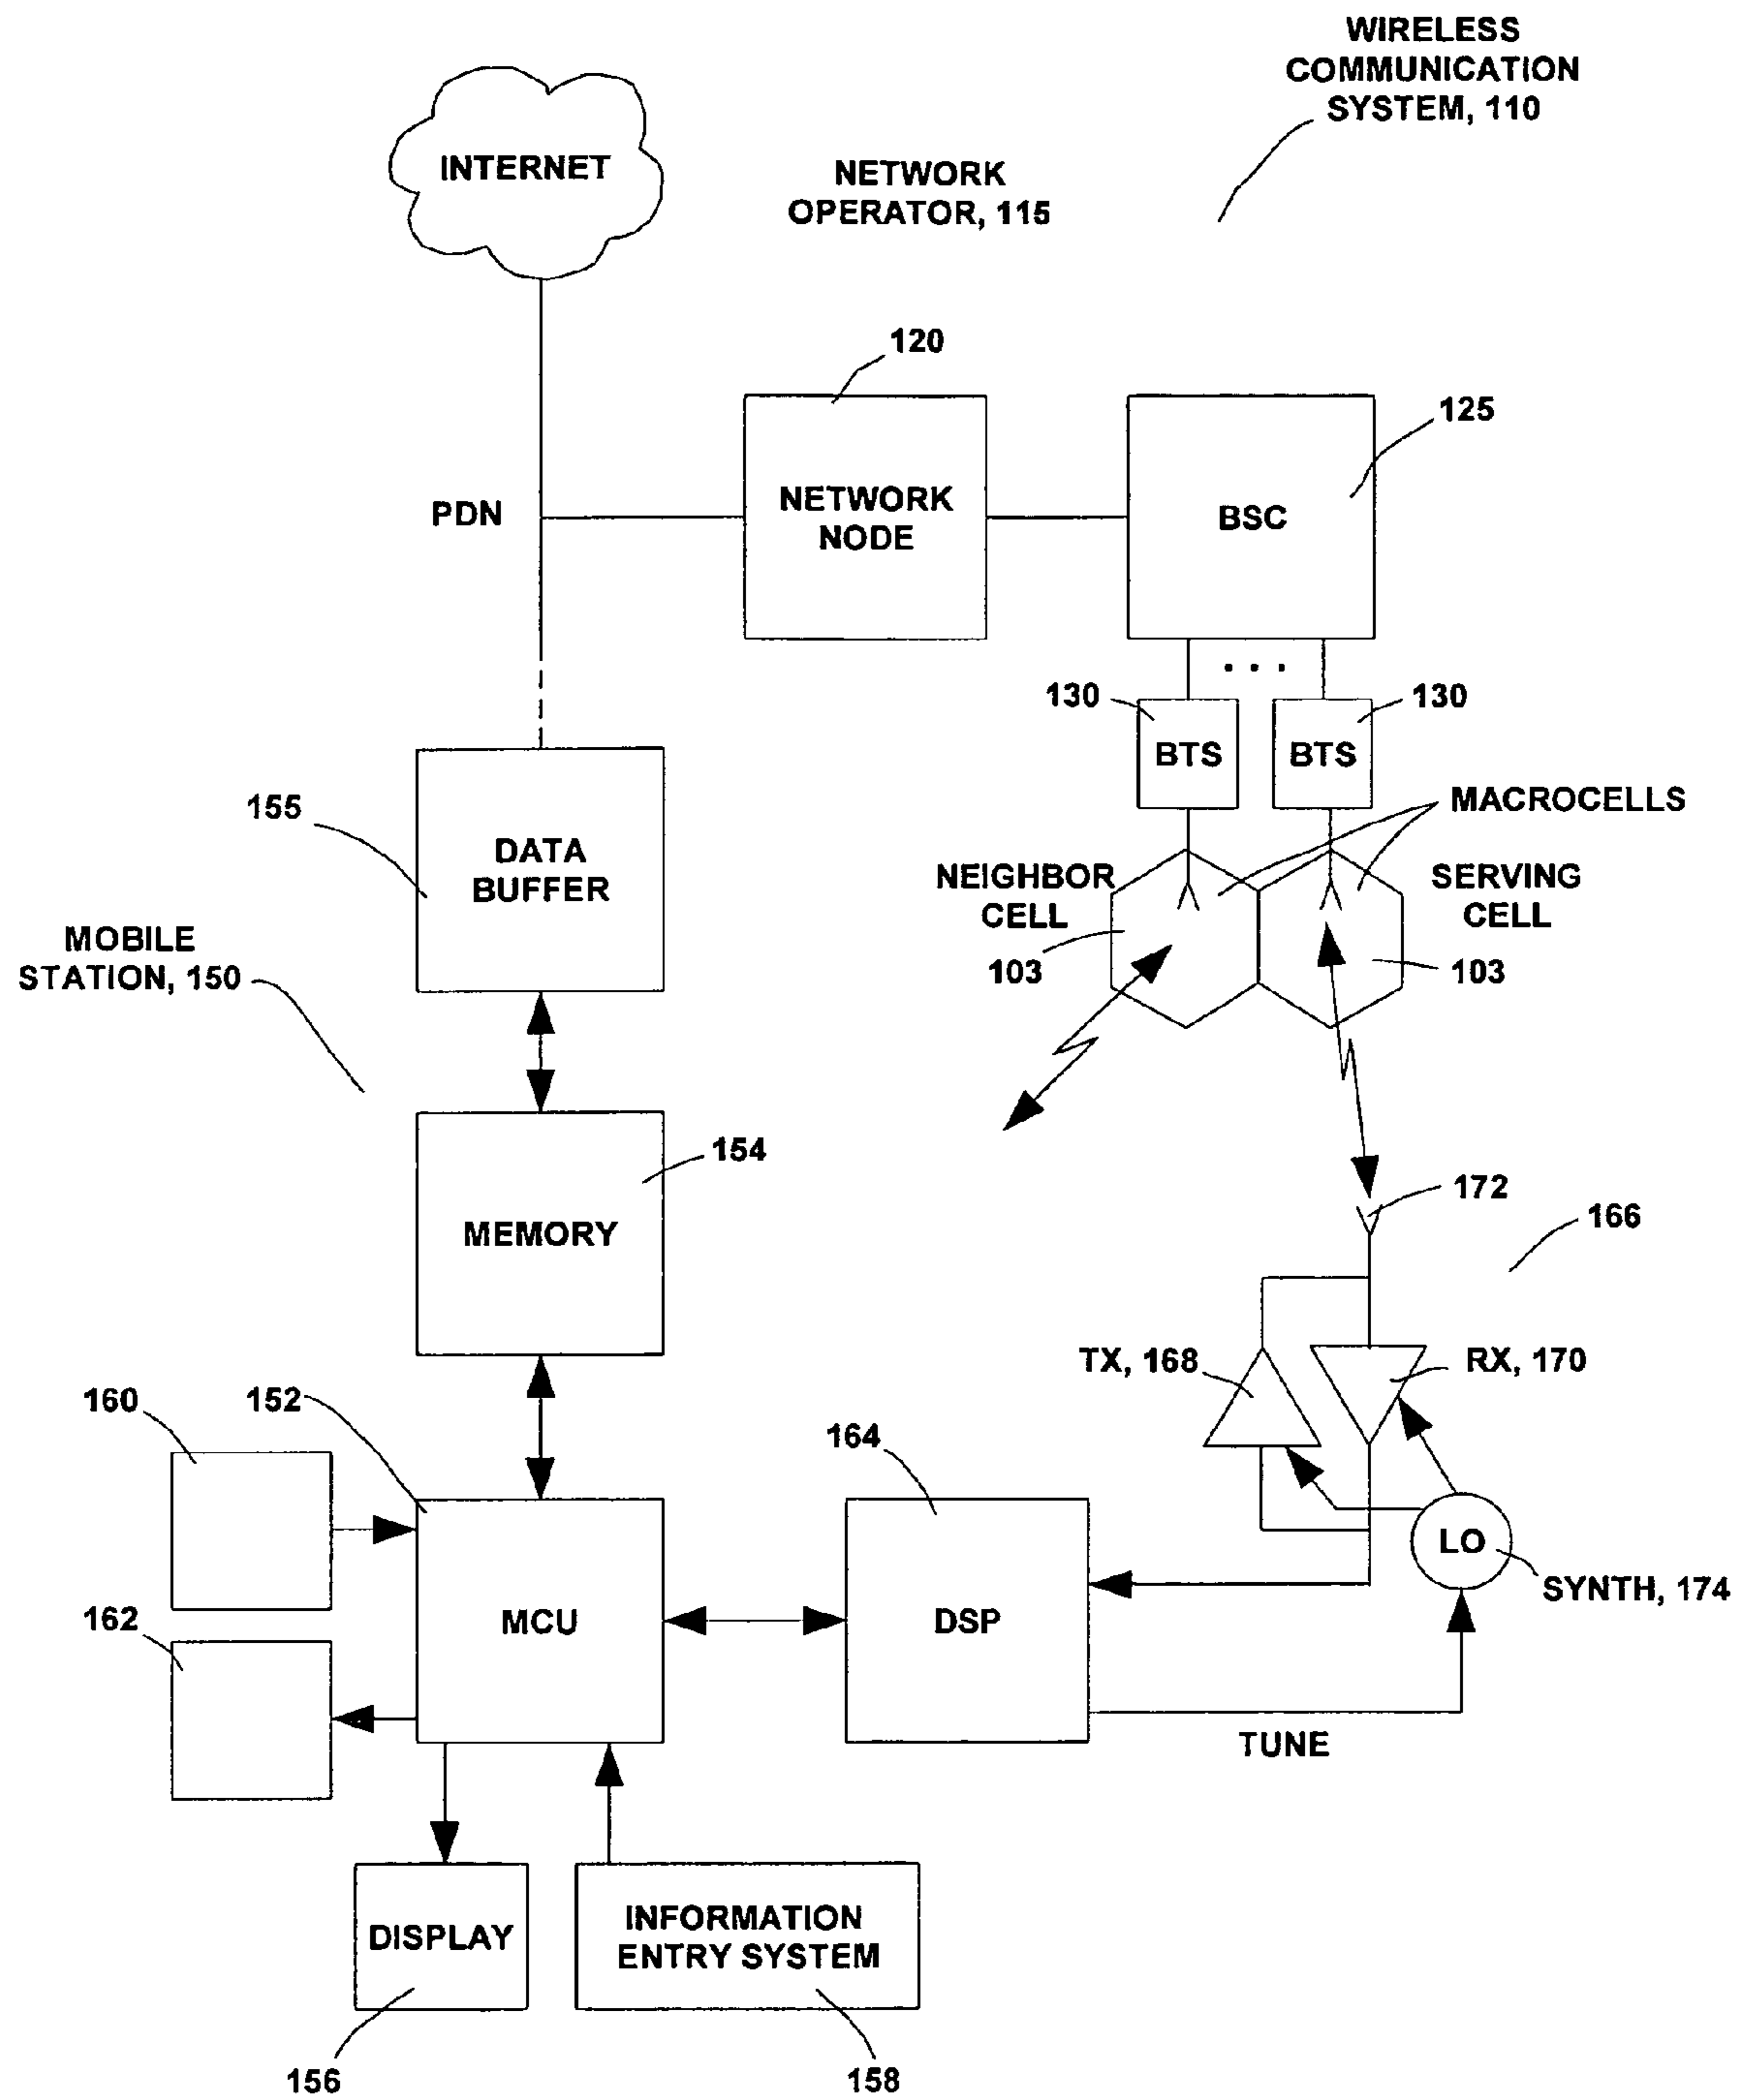 WIRELESS
COMMUNICATION
SYSTEM, 110
INTERNET
NETWORK
OPERATOR, 115
120
125
PDN
NETWORK
NODE
BSC
...
130
130
BTS
BTS
155
MACROCELLS
DATA
BUFFER
NEIGHBOR
CELL
SERVING
CELL
MOBILE
STATION, 150
103
103
154
172
MEMORY
166
TX, 168
RX, 170
160
152
164
LO
SYNTH, 174
162
MCU
DSP
TUNE
DISPLAY
INFORMATION
ENTRY SYSTEM
156
158